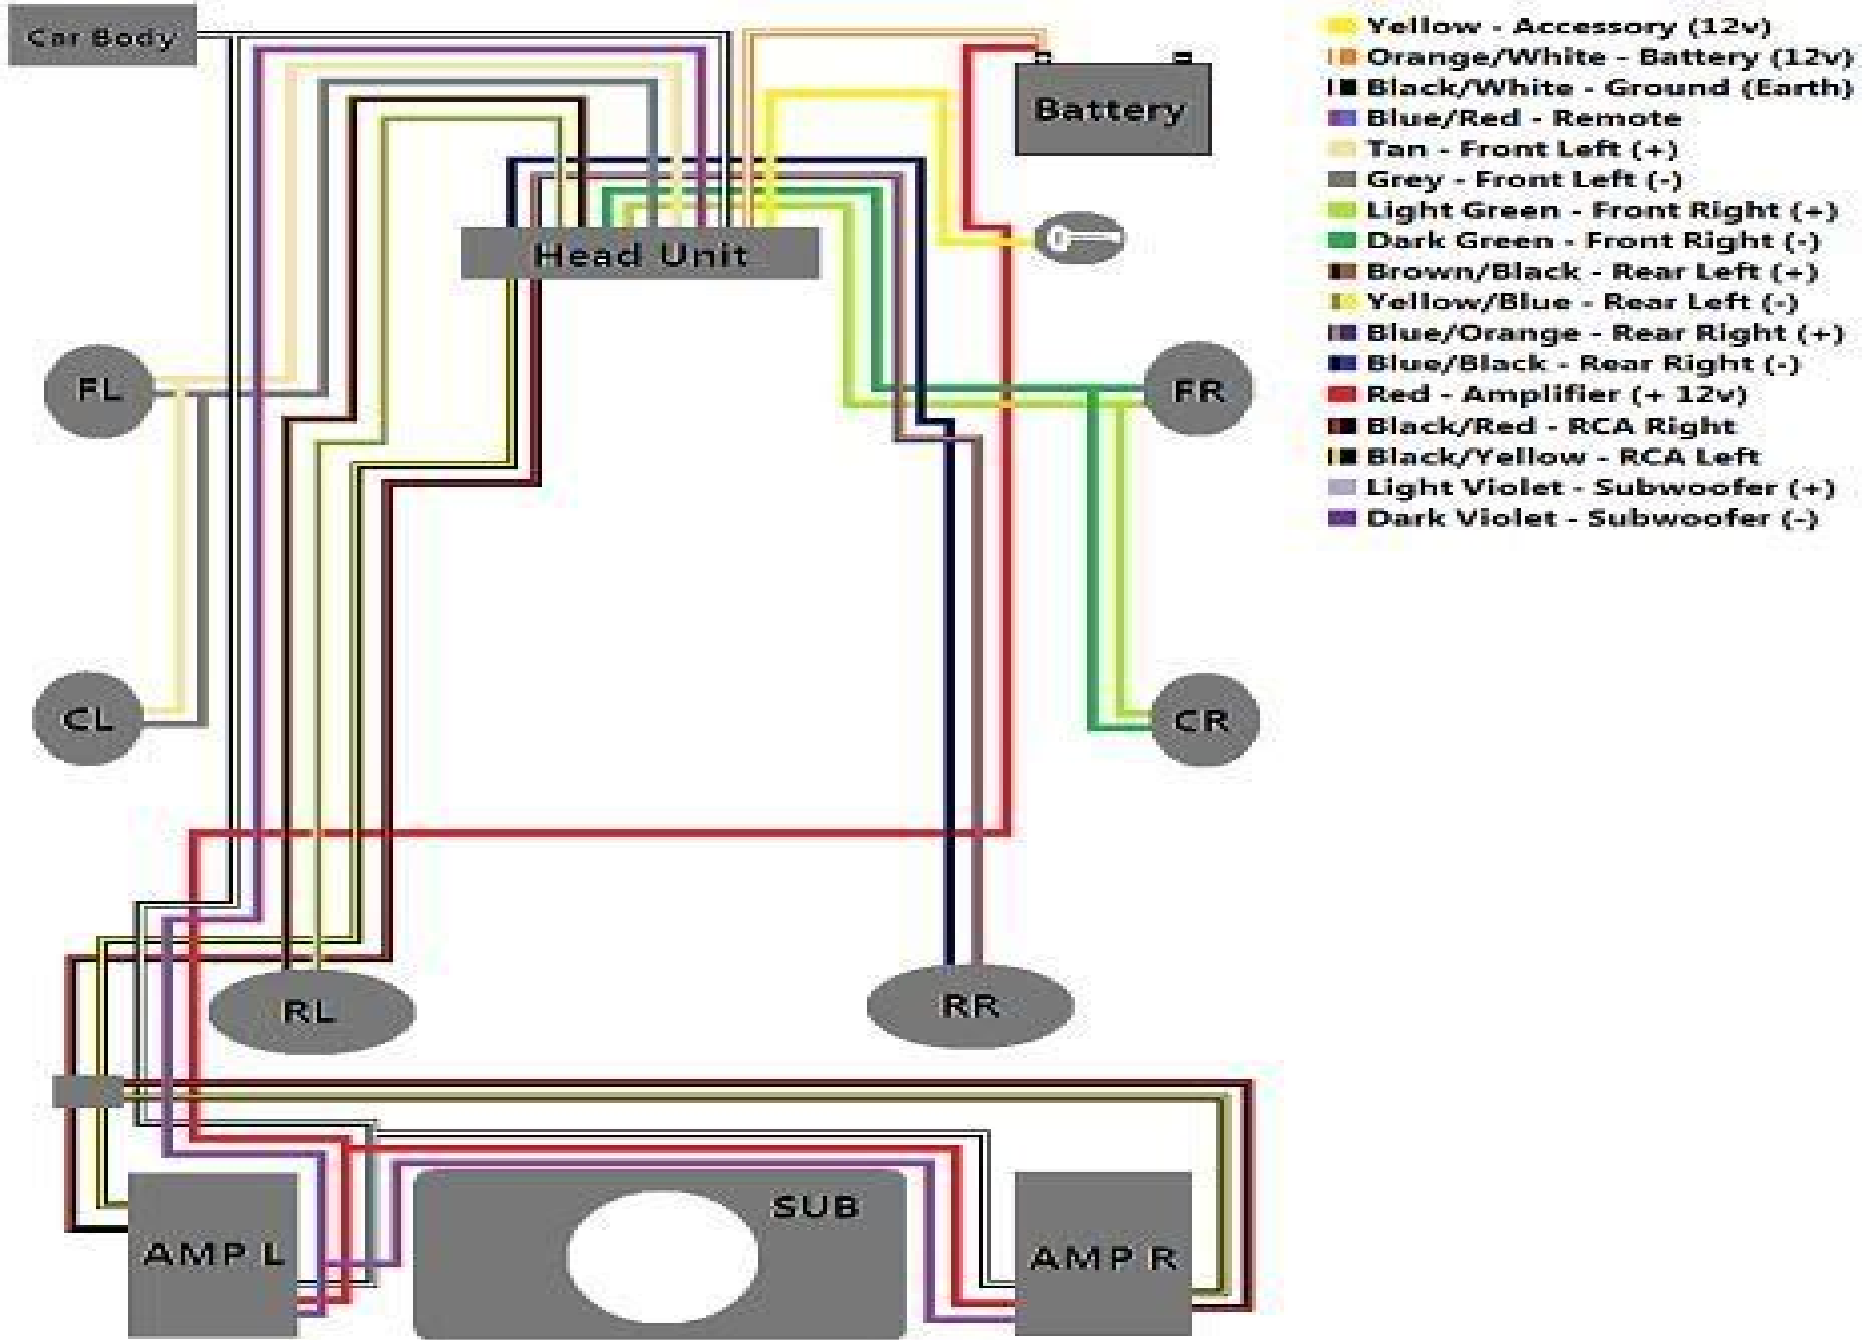 Car Body
Battery
Head Unit
FL
FR
CL
CR
RL
RR
SUB
AMP L
AMP R
Yellow - Accessory (12v)
Orange/White - Battery (12v)
Black/White - Ground (Earth)
Blue/Red - Remote
Tan - Front Left (+)
Grey - Front Left (-)
Light Green - Front Right (+)
Dark Green - Front Right (-)
Brown/Black - Rear Left (+)
Yellow/Blue - Rear Left (-)
Blue/Orange - Rear Right (+)
Blue/Black - Rear Right (-)
Red - Amplifier (+ 12v)
Black/Red - RCA Right
Black/Yellow - RCA Left
Light Violet - Subwoofer (+)
Dark Violet - Subwoofer (-)